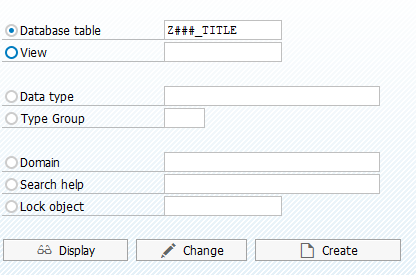 Database table Z###_TITLE
View
Data type
Type Group
Domain
Search help
Lock object
Display Change Create